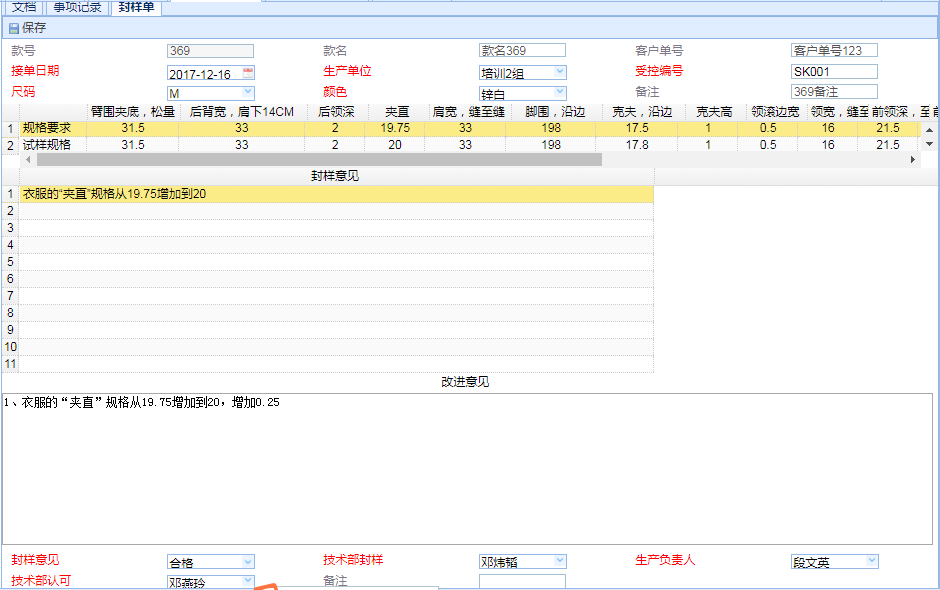 文档 事项记录 封样单
保存
款号 369 款名 款名369 客户单号 客户单号123
接单日期 2017-12-16 生产单位 培训2组 受控编号 SK001
尺码 M 颜色 锌白 备注 369备注
臂围夹底，松量 后背宽，肩下14CM 后领深 夹直 肩宽，缝至缝 脚围，沿边 克夫，沿边 克夫高 领滚边宽 领宽，缝至 前领深，至 前
1 规格要求 31.5 33 2 19.75 33 198 17.5 1 0.5 16 21.5
2 试样规格 31.5 33 2 20 33 198 17.8 1 0.5 16 21.5
封样意见
1 衣服的“夹直”规格从19.75增加到20
2
3
4
5
6
7
8
9
10
11
改进意见
1、衣服的“夹直”规格从19.75增加到20，增加0.25
封样意见 合格 技术部封样 邓炜韬 生产负责人 段文英
技术部认可 邓燕玲 备注